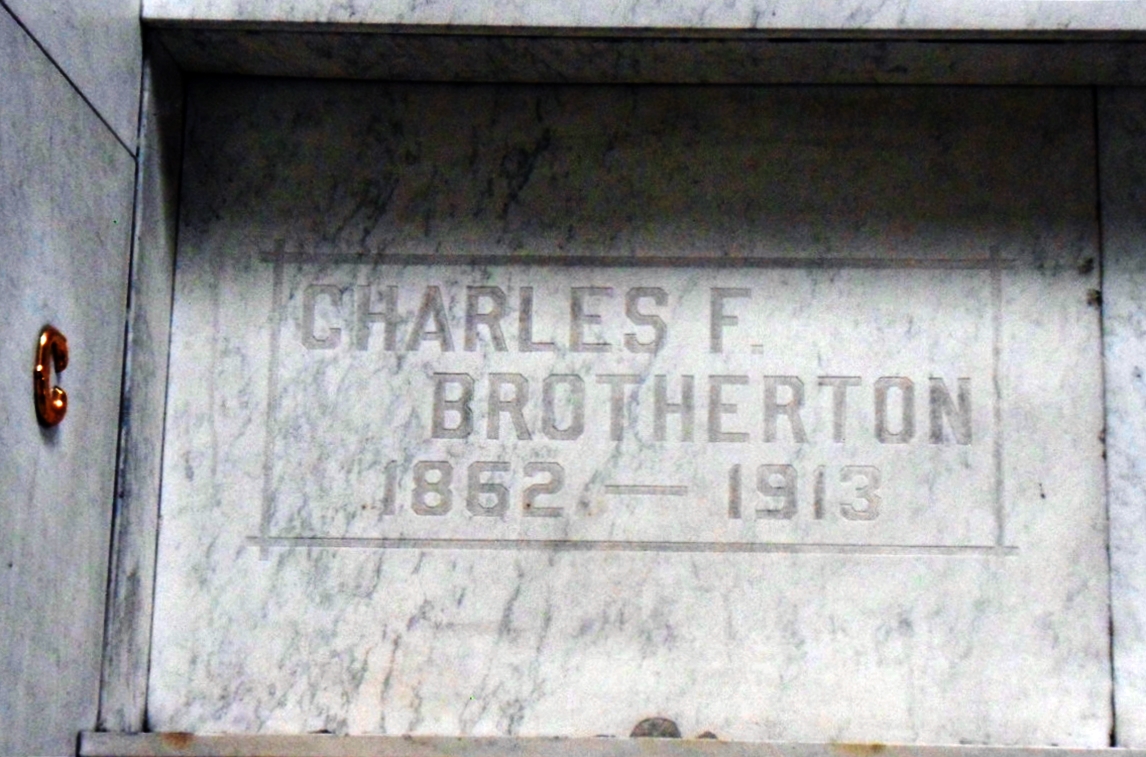 C
CHARLES F.
BROTHERTON
1862 — 1913